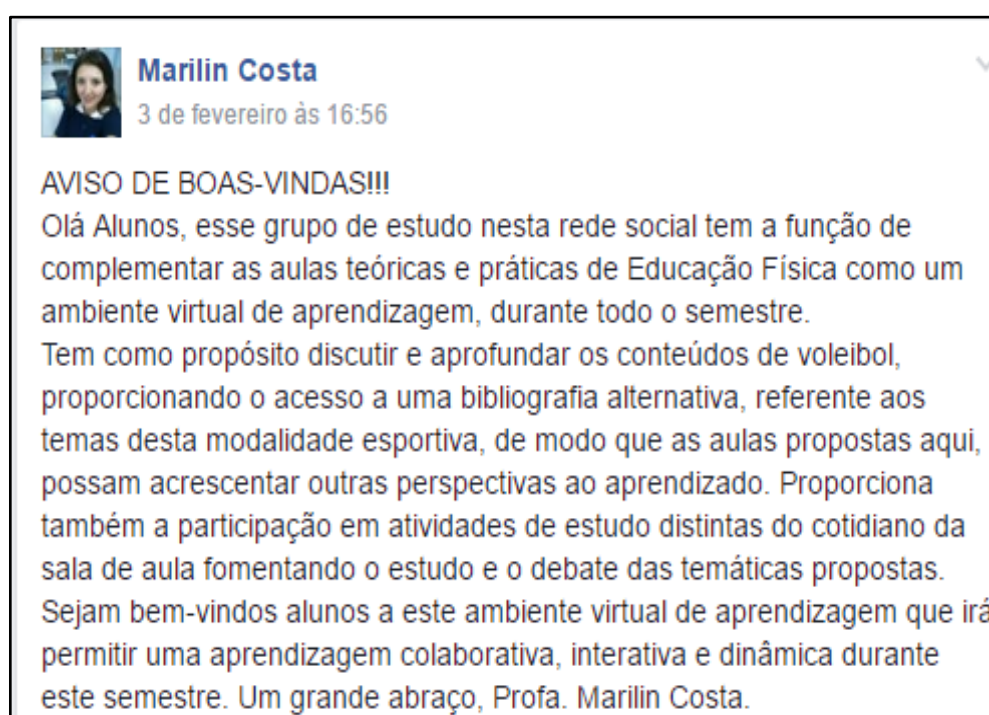 Marilin Costa
3 de fevereiro às 16:56
AVISO DE BOAS-VINDAS!!!
Olá Alunos, esse grupo de estudo nesta rede social tem a função de
complementar as aulas teóricas e práticas de Educação Física como um
ambiente virtual de aprendizagem, durante todo o semestre.
Tem como propósito discutir e aprofundar os conteúdos de voleibol,
proporcionando o acesso a uma bibliografia alternativa, referente aos
temas desta modalidade esportiva, de modo que as aulas propostas aqui,
possam acrescentar outras perspectivas ao aprendizado. Proporciona
também a participação em atividades de estudo distintas do cotidiano da
sala de aula fomentando o estudo e o debate das temáticas propostas.
Sejam bem-vindos alunos a este ambiente virtual de aprendizagem que irá
permitir uma aprendizagem colaborativa, interativa e dinâmica durante
este semestre. Um grande abraço, Profa. Marilin Costa.